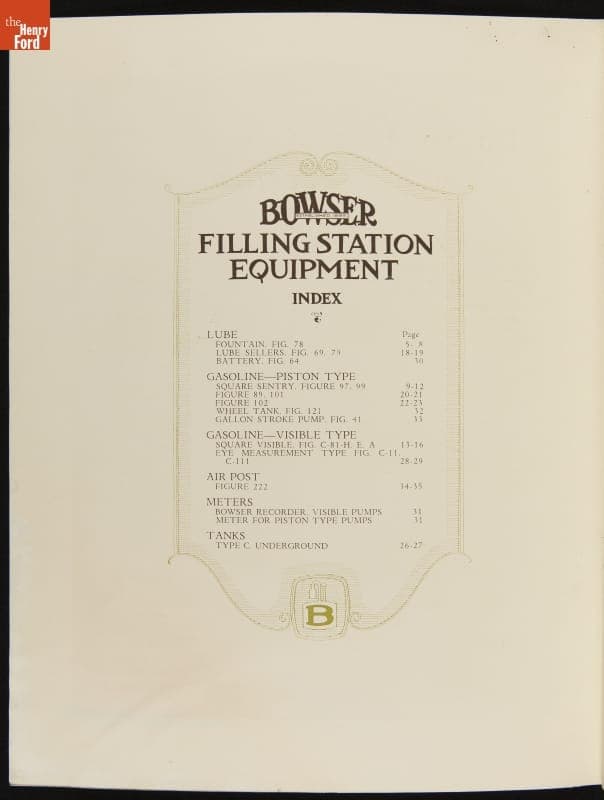 the
Henry
Ford
BOWSER
FILLING STATION
EQUIPMENT
INDEX
LUBE Page
FOUNTAIN, FIG. 78 5- 8
LUBE SELLERS, FIG. 69, 73 18-19
BATTERY, FIG. 64 30
GASOLINE—PISTON TYPE
SQUARE SENTRY, FIGURE 97, 99 9-12
FIGURE 89, 101 20-21
FIGURE 102 22-23
WHEEL TANK, FIG. 121 32
GALLON STROKE PUMP, FIG. 41 33
GASOLINE—VISIBLE TYPE
SQUARE VISIBLE, FIG. C-81-H, E, A 13-16
EYE MEASUREMENT TYPE FIG. C-11,
C-111 28-29
AIR POST
FIGURE 222 34-35
METERS
BOWSER RECORDER, VISIBLE PUMPS 31
METER FOR PISTON TYPE PUMPS 31
TANKS
TYPE C, UNDERGROUND 26-27
B